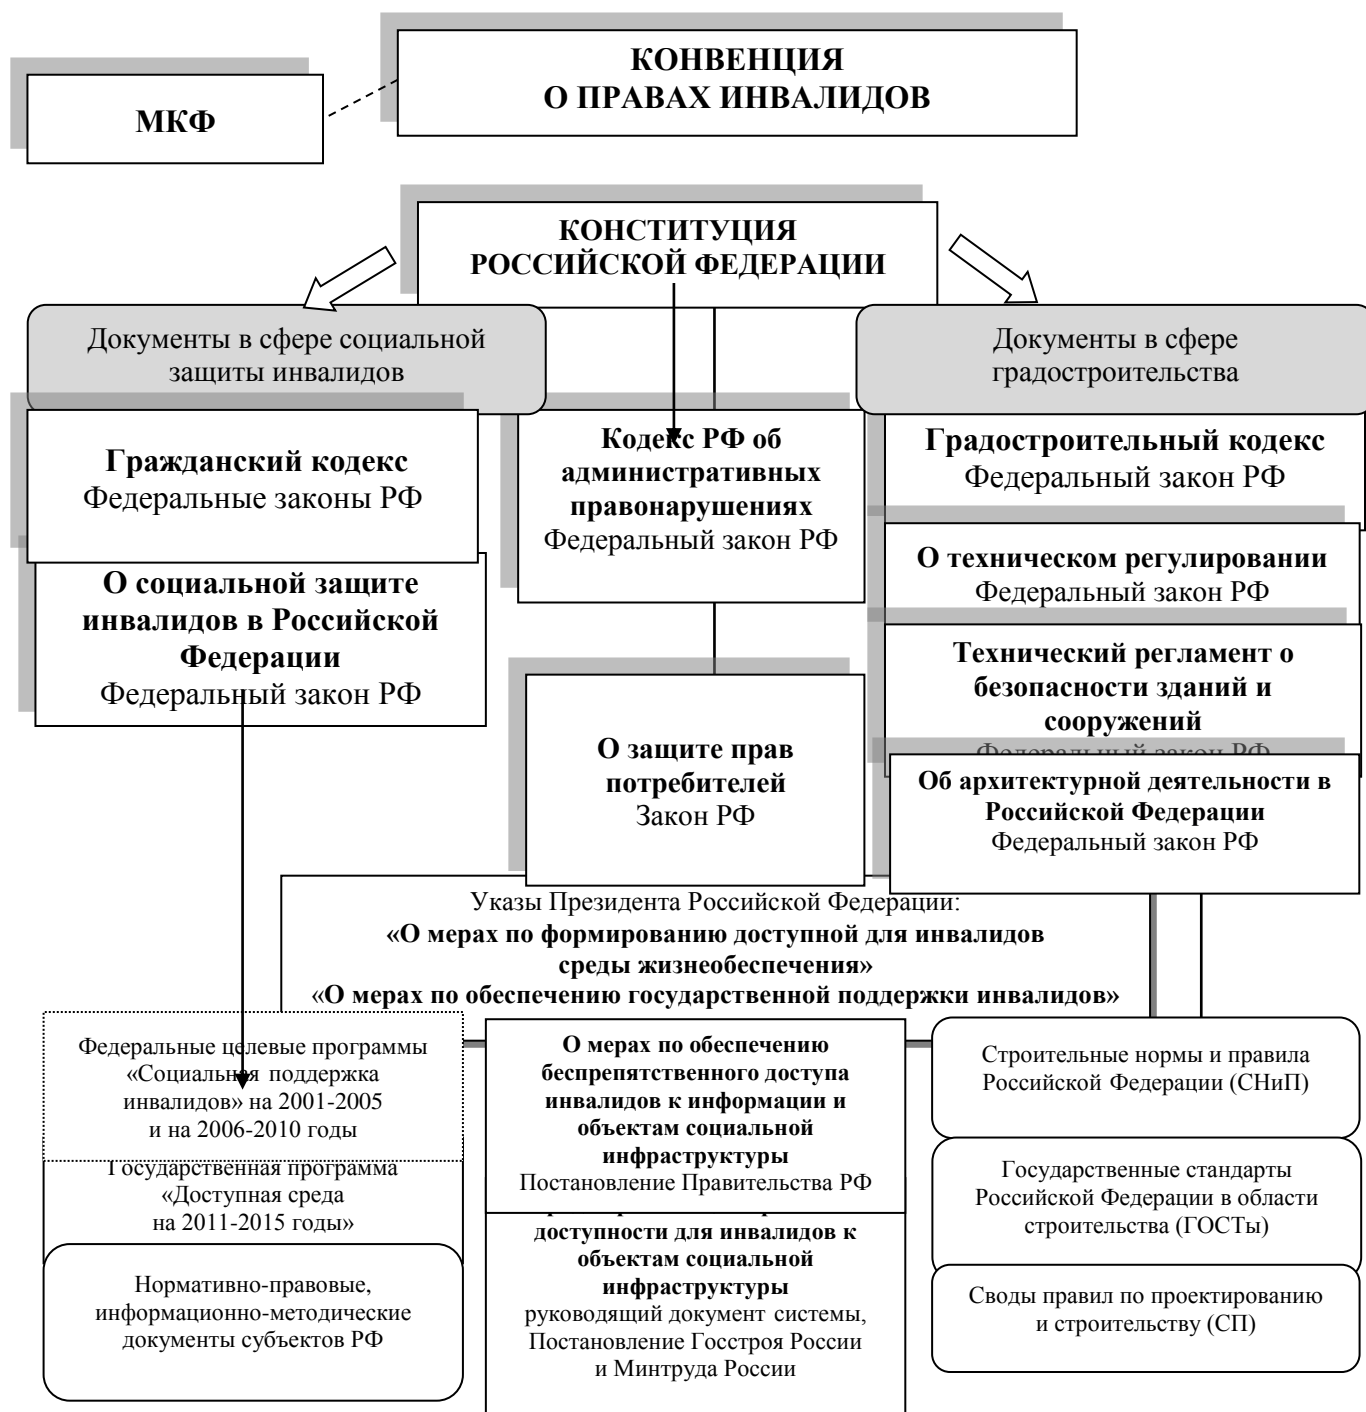 КОНВЕНЦИЯ
О ПРАВАХ ИНВАЛИДОВ
МКФ
КОНСТИТУЦИЯ
РОССИЙСКОЙ ФЕДЕРАЦИИ
Документы в сфере социальной
защиты инвалидов
Документы в сфере
градостроительства
Гражданский кодекс
Федеральные законы РФ
О социальной защите
инвалидов в Российской
Федерации
Федеральный закон РФ
Кодекс РФ об
административных
правонарушениях
Федеральный закон РФ
О защите прав
потребителей
Закон РФ
Градостроительный кодекс
Федеральный закон РФ
О техническом регулировании
Федеральный закон РФ
Технический регламент о
безопасности зданий и
сооружений
Федеральный закон РФ
Об архитектурной деятельности в
Российской Федерации
Федеральный закон РФ
Указы Президента Российской Федерации:
«О мерах по формированию доступной для инвалидов
среды жизнеобеспечения»
«О мерах по обеспечению государственной поддержки инвалидов»
Федеральные целевые программы
«Социальная поддержка
инвалидов» на 2001-2005
и на 2006-2010 годы
Государственная программа
«Доступная среда
на 2011-2015 годы»
Нормативно-правовые,
информационно-методические
документы субъектов РФ
О мерах по обеспечению
беспрепятственного доступа
инвалидов к информации и
объектам социальной
инфраструктуры
Постановление Правительства РФ
доступности для инвалидов к
объектам социальной
инфраструктуры
руководящий документ системы,
Постановление Госстроя России
и Минтруда России
Строительные нормы и правила
Российской Федерации (СНиП)
Государственные стандарты
Российской Федерации в области
строительства (ГОСТы)
Своды правил по проектированию
и строительству (СП)